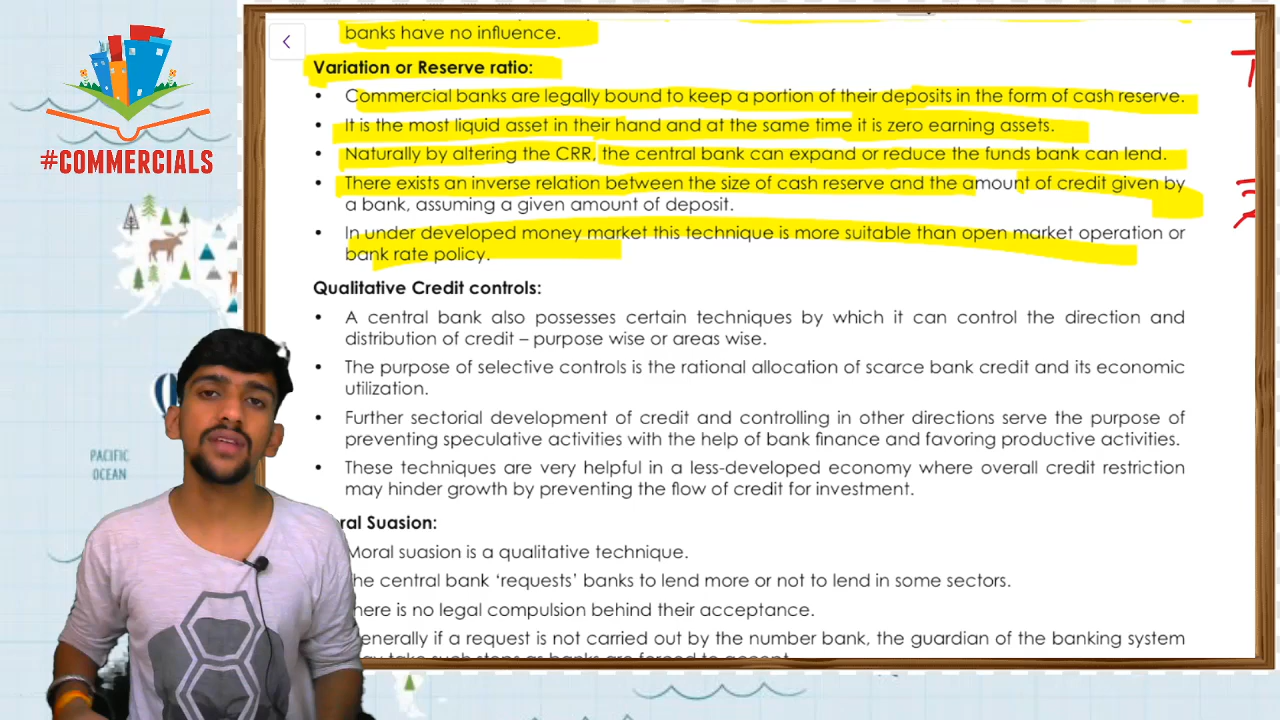 banks have no influence.
Variation or Reserve ratio:
• Commercial banks are legally bound to keep a portion of their deposits in the form of cash reserve.
• It is the most liquid asset in their hand and at the same time it is zero earning assets.
• Naturally by altering the CRR, the central bank can expand or reduce the funds bank can lend.
• There exists an inverse relation between the size of cash reserve and the amount of credit given by
a bank, assuming a given amount of deposit.
• In under developed money market this technique is more suitable than open market operation or
bank rate policy.
Qualitative Credit controls:
• A central bank also possesses certain techniques by which it can control the direction and
distribution of credit – purpose wise or areas wise.
• The purpose of selective controls is the rational allocation of scarce bank credit and its economic
utilization.
• Further sectorial development of credit and controlling in other directions serve the purpose of
preventing speculative activities with the help of bank finance and favoring productive activities.
• These techniques are very helpful in a less-developed economy where overall credit restriction
may hinder growth by preventing the flow of credit for investment.
ral Suasion:
Moral suasion is a qualitative technique.
he central bank ‘requests’ banks to lend more or not to lend in some sectors.
here is no legal compulsion behind their acceptance.
enerally if a request is not carried out by the number bank, the guardian of the banking system
take such steps as banks are forced to accept
#COMMERCIALS
PACIFIC
OCEAN